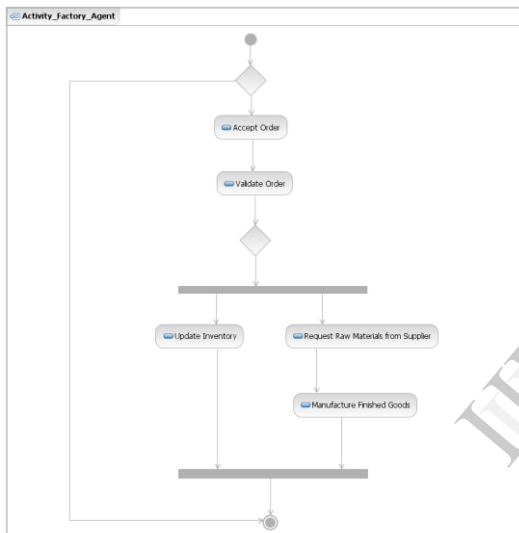 Activity_Factory_Agent
Accept Order
Validate Order
Update Inventory
Request Raw Materials from Supplier
Manufacture Finished Goods